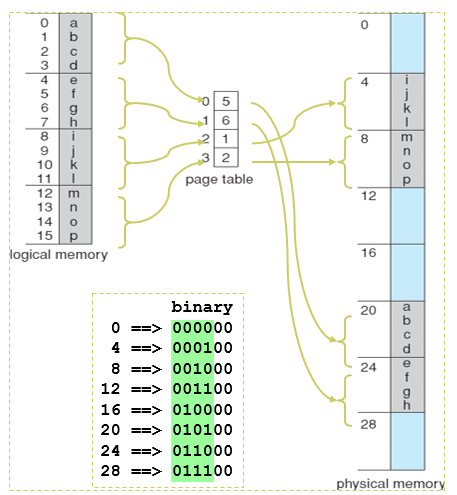 0 a
1 b
2 c
3 d
4 e
5 f
6 g
7 h
8 i
9 j
10 k
11 l
12 m
13 n
14 o
15 p
logical memory
0 5
1 6
2 1
3 2
page table
0
4 i
j
k
l
8 m
n
o
p
12
16
20 a
b
c
d
24 e
f
g
h
28
physical memory
binary
0 ==> 000000
4 ==> 000100
8 ==> 001000
12 ==> 001100
16 ==> 010000
20 ==> 010100
24 ==> 011000
28 ==> 011100